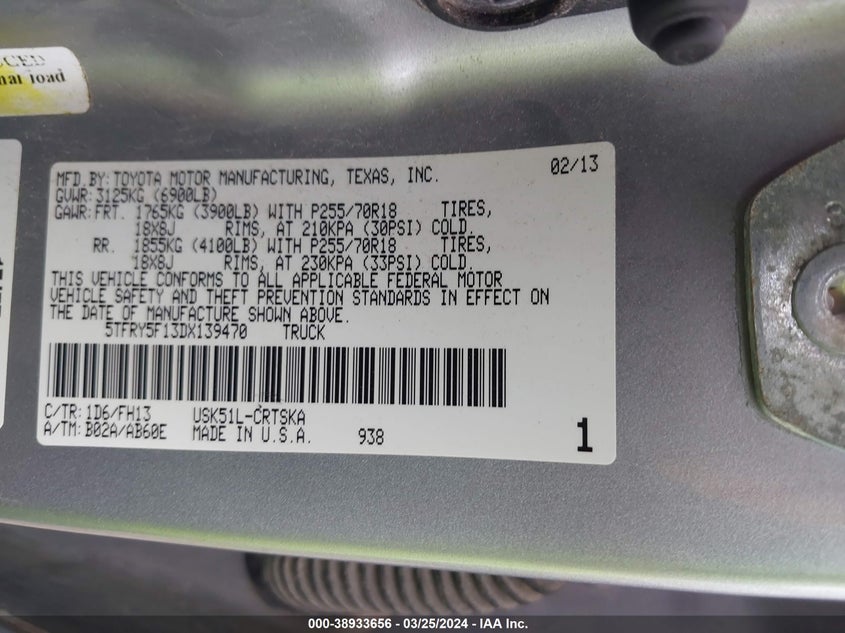 nal load
MFD.BY:TOYOTA MOTOR MANUFACTURING, TEXAS, INC. 02/13
GVWR:3125KG (6900LB)
GAWR:FRT. 1765KG (3900LB) WITH P255/70R18 TIRES,
18X8J RIMS, AT 210KPA (30PSI) COLD.
RR. 1855KG (4100LB) WITH P255/70R18 TIRES,
18X8J RIMS, AT 230KPA (33PSI) COLD.
THIS VEHICLE CONFORMS TO ALL APPLICABLE FEDERAL MOTOR
VEHICLE SAFETY AND THEFT PREVENTION STANDARDS IN EFFECT ON
THE DATE OF MANUFACTURE SHOWN ABOVE.
5TFRY5F13DX139470 TRUCK
C/TR:1D6/FH13 USK51L-CRTSKA
A/TM:B02A/AB60E MADE IN U.S.A. 938 1
000-38933656 - 03/25/2024 - IAA Inc.